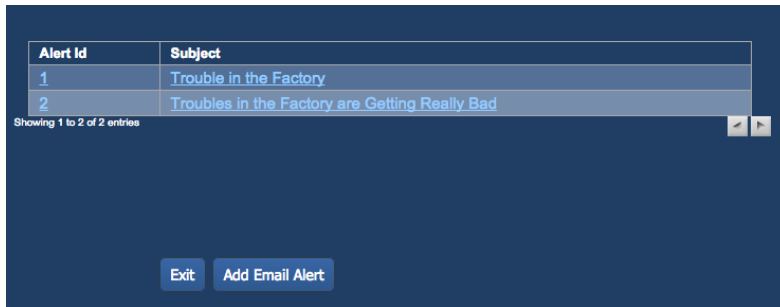 Alert Id Subject
1 Trouble in the Factory
2 Troubles in the Factory are Getting Really Bad
Showing 1 to 2 of 2 entries
Exit Add Email Alert